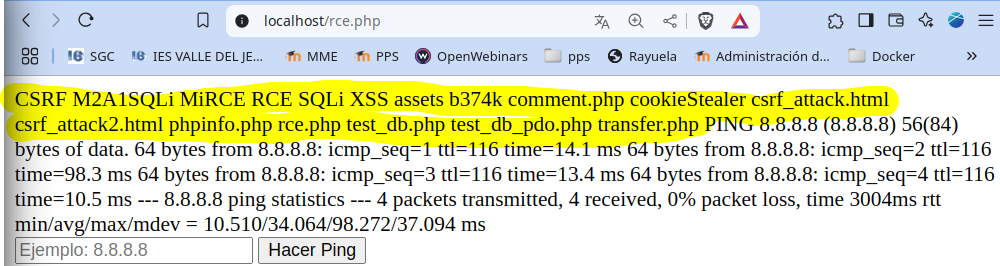 localhost/rce.php
SGC IES VALLE DEL JE... MME PPS OpenWebinars pps Rayuela Administración d... Docker
CSRF M2A1SQLi MiRCE RCE SQLi XSS assets b374k comment.php cookieStealer csrf_attack.html
csrf_attack2.html phpinfo.php rce.php test_db.php test_db_pdo.php transfer.php PING 8.8.8.8 (8.8.8.8) 56(84)
bytes of data. 64 bytes from 8.8.8.8: icmp_seq=1 ttl=116 time=14.1 ms 64 bytes from 8.8.8.8: icmp_seq=2 ttl=116
time=98.3 ms 64 bytes from 8.8.8.8: icmp_seq=3 ttl=116 time=13.4 ms 64 bytes from 8.8.8.8: icmp_seq=4 ttl=116
time=10.5 ms --- 8.8.8.8 ping statistics --- 4 packets transmitted, 4 received, 0% packet loss, time 3004ms rtt
min/avg/max/mdev = 10.510/34.064/98.272/37.094 ms
Ejemplo: 8.8.8.8 Hacer Ping